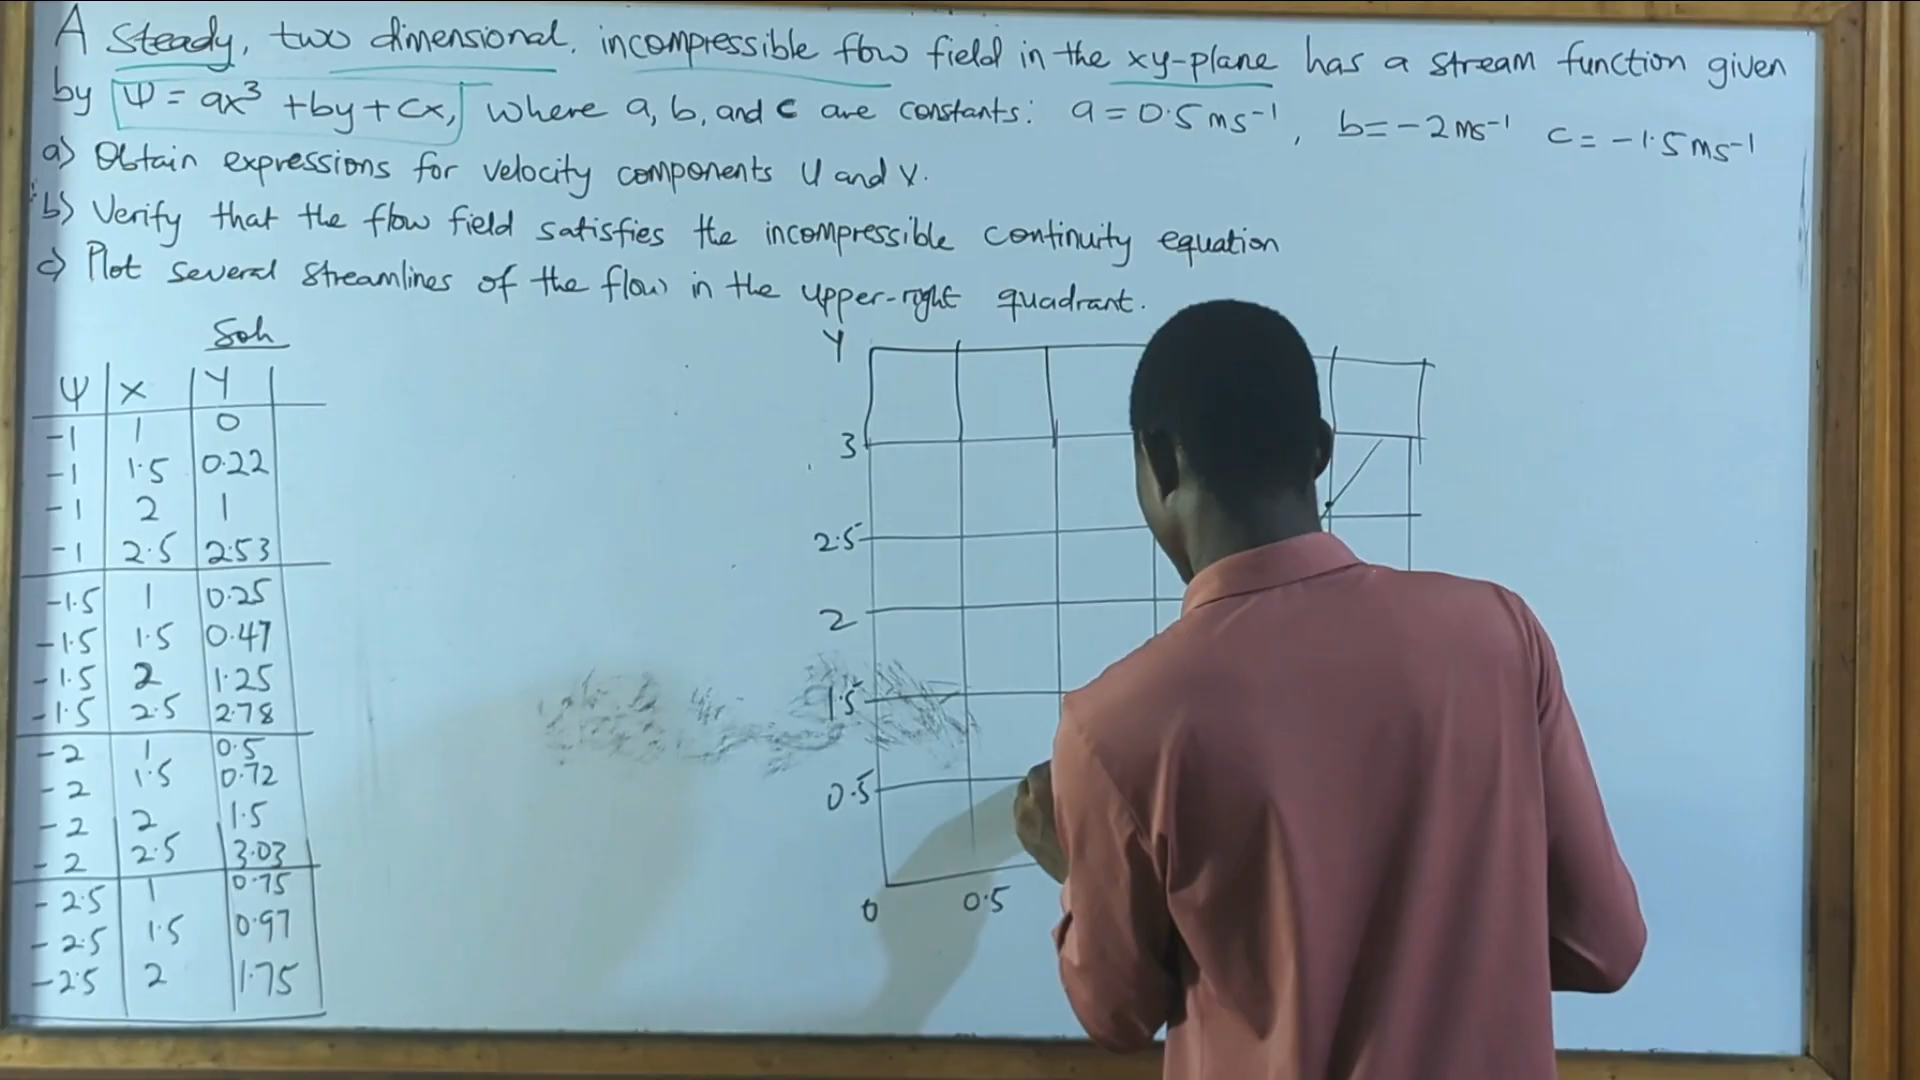 A steady, two dimensional, incompressible flow field in the xy-plane has a stream function given
by ψ = ax³ + by + cx, where a, b, and c are constants: a = 0.5 ms⁻¹, b = -2 ms⁻¹ c = -1.5 ms⁻¹
a) Obtain expressions for velocity components U and V.
b) Verify that the flow field satisfies the incompressible continuity equation
c) Plot several streamlines of the flow in the upper-right quadrant.
Soln
ψ x y
-1 1 0
-1 1.5 0.22
-1 2 1
-1 2.5 2.53
-1.5 1 0.25
-1.5 1.5 0.47
-1.5 2 1.25
-1.5 2.5 2.78
-2 1 0.5
-2 1.5 0.72
-2 2 1.5
-2 2.5 3.03
-2.5 1 0.75
-2.5 1.5 0.97
-2.5 2 1.75
Y
3
2.5
2
1.5
0.5
0 0.5